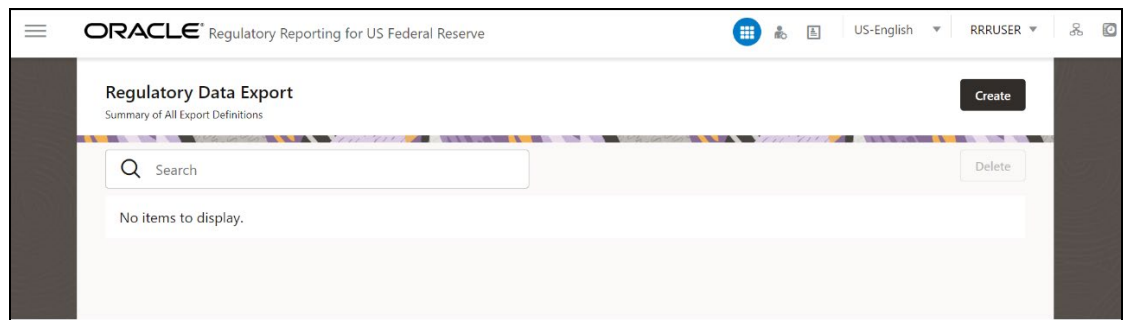 ORACLE® Regulatory Reporting for US Federal Reserve US-English RRRUSER
Regulatory Data Export
Create
Summary of All Export Definitions
Search
Delete
No items to display.